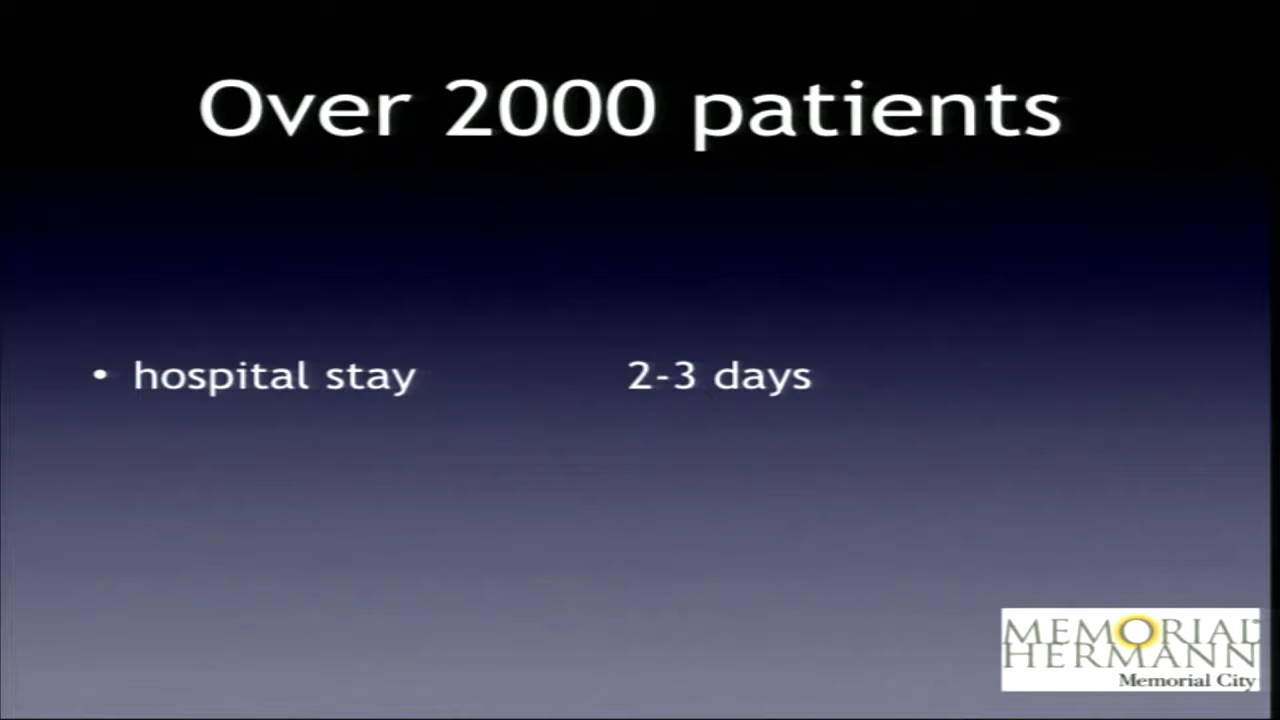 Over 2000 patients
• hospital stay 2-3 days
MEMORIAL
HERMANN
Memorial City